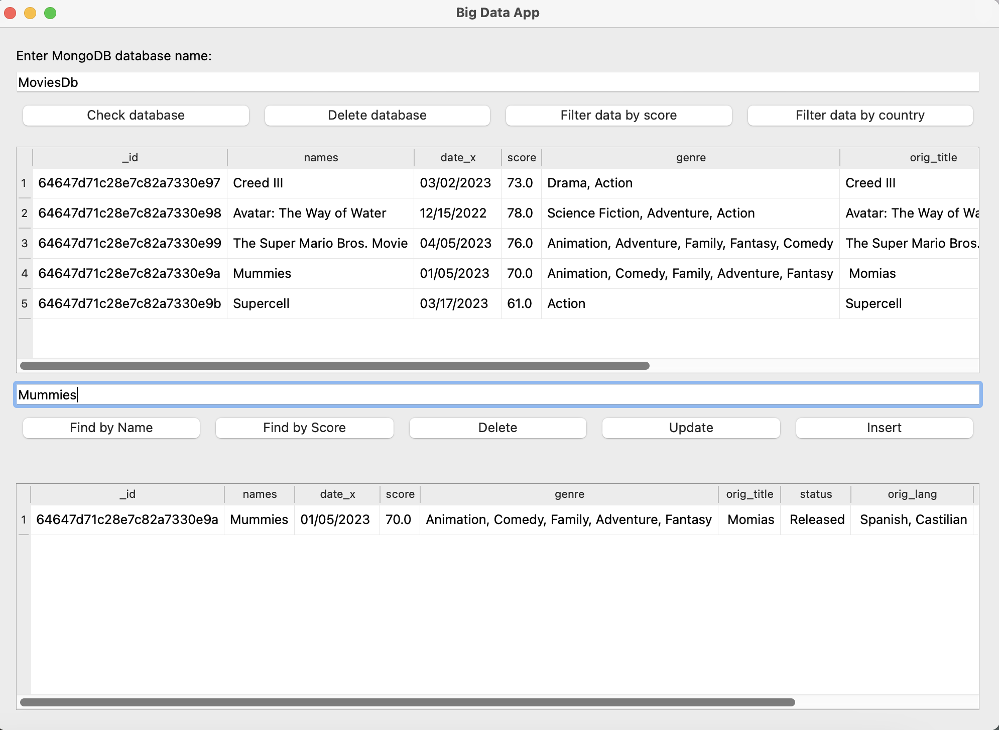 Big Data App
Enter MongoDB database name:
MoviesDb
Check database Delete database Filter data by score Filter data by country
_id names date_x score genre orig_title
1 64647d71c28e7c82a7330e97 Creed III 03/02/2023 73.0 Drama, Action Creed III
2 64647d71c28e7c82a7330e98 Avatar: The Way of Water 12/15/2022 78.0 Science Fiction, Adventure, Action Avatar: The Way of Wa
3 64647d71c28e7c82a7330e99 The Super Mario Bros. Movie 04/05/2023 76.0 Animation, Adventure, Family, Fantasy, Comedy The Super Mario Bros.
4 64647d71c28e7c82a7330e9a Mummies 01/05/2023 70.0 Animation, Comedy, Family, Adventure, Fantasy Momias
5 64647d71c28e7c82a7330e9b Supercell 03/17/2023 61.0 Action Supercell
Mummies
Find by Name Find by Score Delete Update Insert
_id names date_x score genre orig_title status orig_lang
1 64647d71c28e7c82a7330e9a Mummies 01/05/2023 70.0 Animation, Comedy, Family, Adventure, Fantasy Momias Released Spanish, Castilian